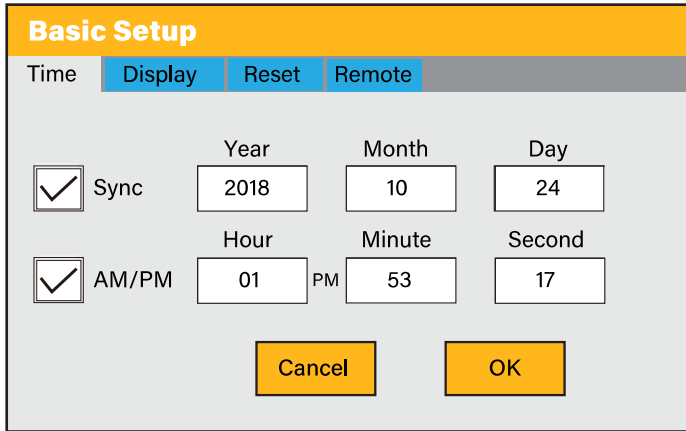 Basic Setup
Time Display Reset Remote
Year Month Day
Sync 2018 10 24
Hour Minute Second
AM/PM 01 PM 53 17
Cancel OK